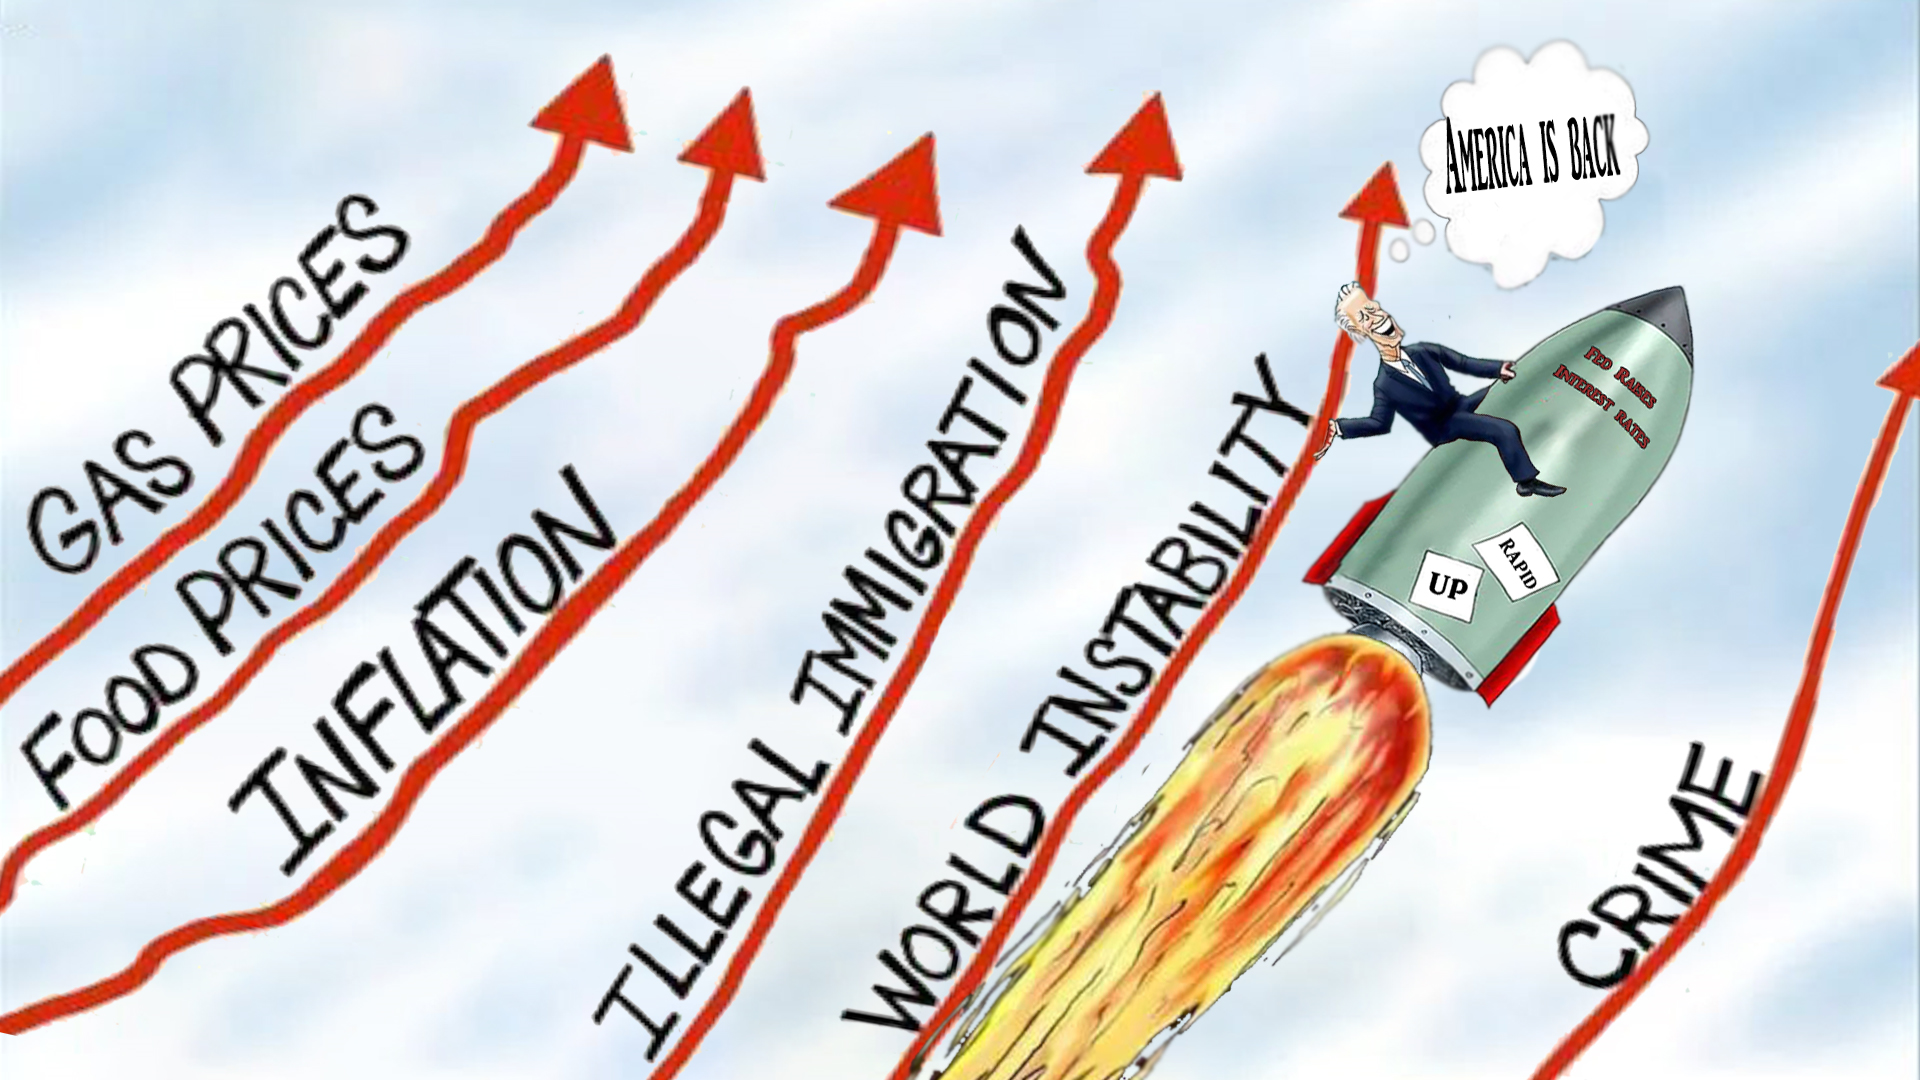 GAS PRICES
FOOD PRICES
INFLATION
ILLEGAL IMMIGRATION
WORLD INSTABILITY
AMERICA IS BACK
FED RAISES
INTEREST RATES
UP
RAPID
CRIME